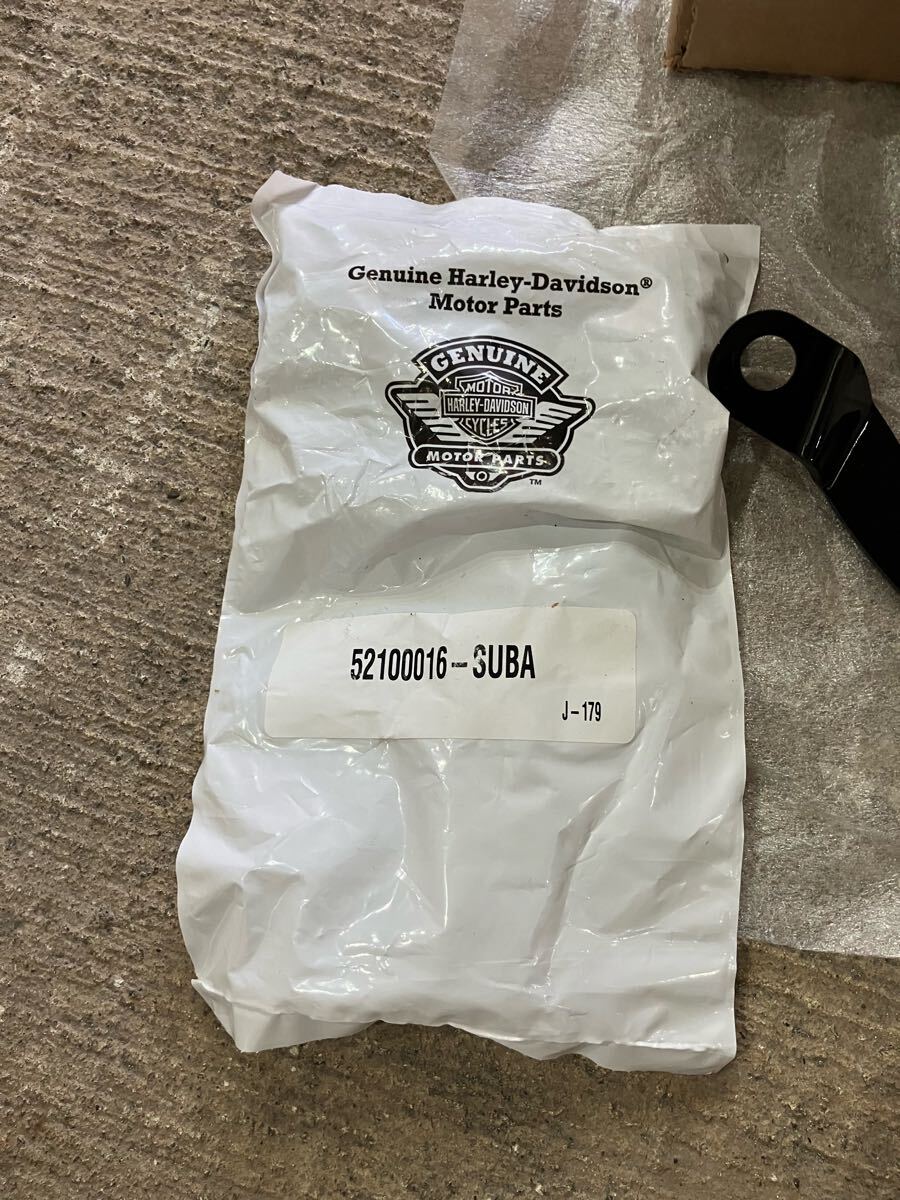 Genuine Harley-Davidson®
Motor Parts
GENUINE
MOTOR
HARLEY-DAVIDSON
CYCLES
MOTOR PARTS
TM
52100016-SUBA
J-179